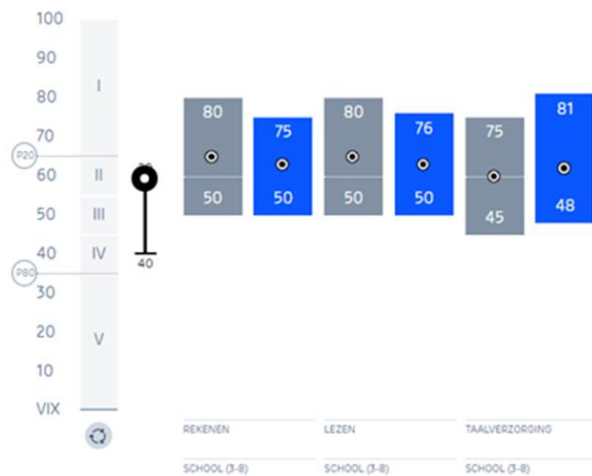 100
90
80
70
P20
60
50
40
P80
30
20
10
VIX
I
II
III
IV
V
40
80
50
75
50
80
50
76
50
75
45
81
48
REKENEN
LEZEN
TAALVERZORGING
SCHOOL (3-8)
SCHOOL (3-8)
SCHOOL (3-8)